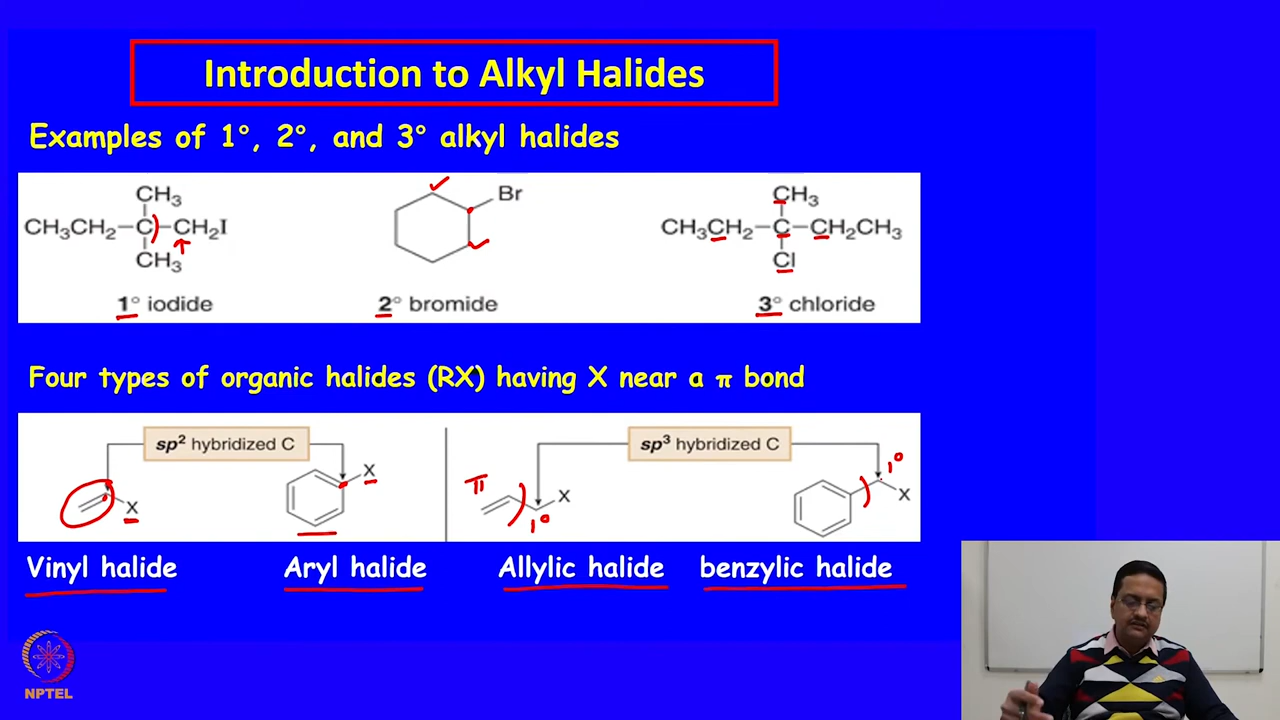 Introduction to Alkyl Halides
Examples of 1°, 2°, and 3° alkyl halides
CH₃
CH₃CH₂–C–CH₂I
CH₃
1° iodide
Br
2° bromide
CH₃
CH₃CH₂–C–CH₂CH₃
Cl
3° chloride
Four types of organic halides (RX) having X near a π bond
sp² hybridized C
X
X
sp³ hybridized C
π
X
1°
1°
X
Vinyl halide
Aryl halide
Allylic halide
benzylic halide
NPTEL